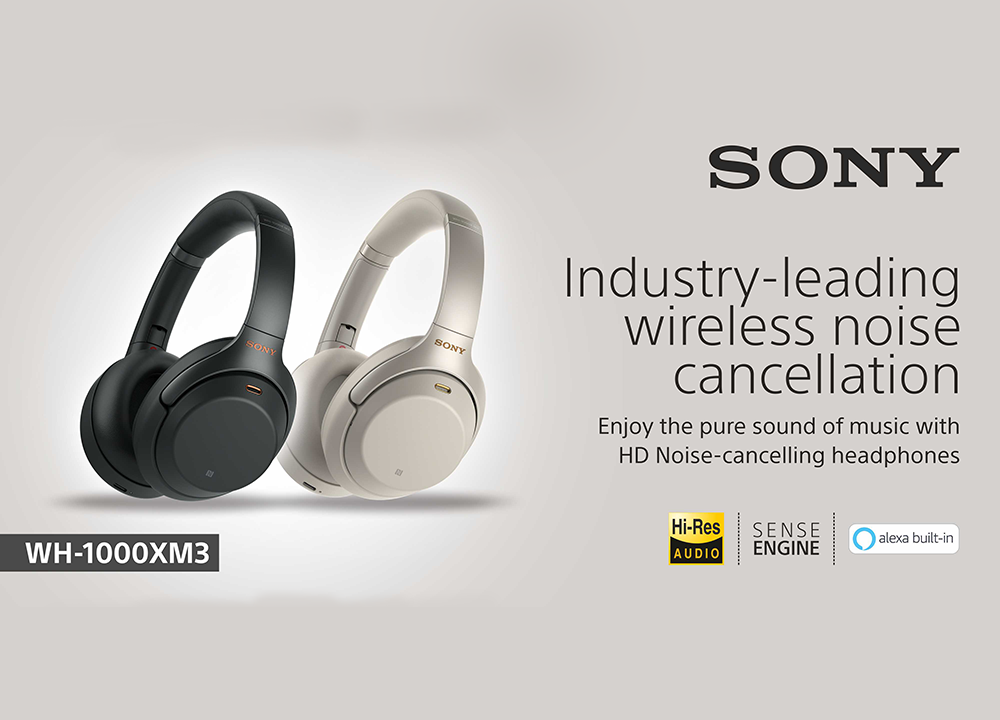 SONY
Industry-leading
wireless noise
cancellation
Enjoy the pure sound of music with
HD Noise-cancelling headphones
Hi-Res
AUDIO
SENSE
ENGINE
alexa built-in
SONY
SONY
WH-1000XM3